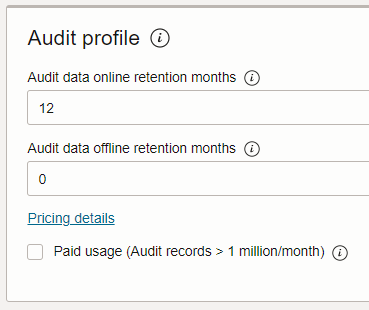 Audit profile
Audit data online retention months
12
Audit data offline retention months
0
Pricing details
Paid usage (Audit records > 1 million/month)